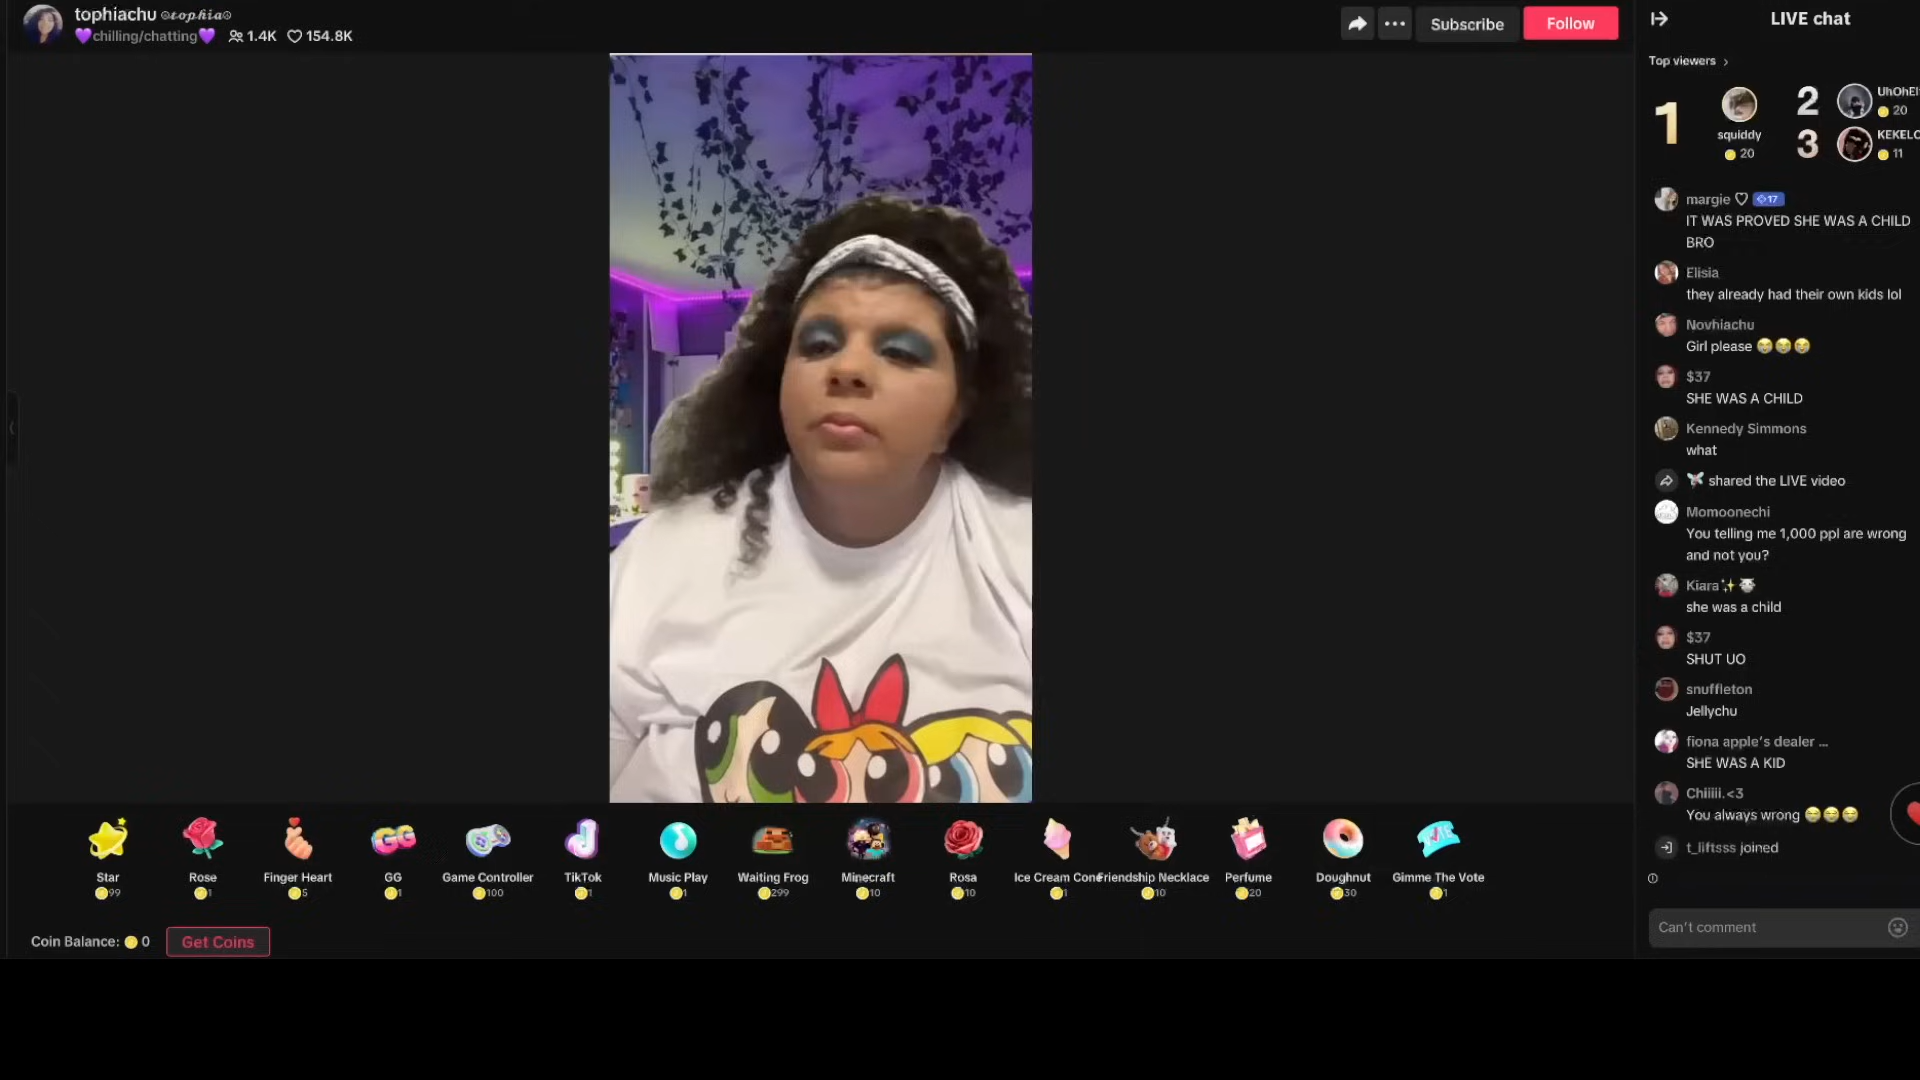 tophiachu ☺𝓽𝓸𝓹𝓱𝓲𝓪☺
💜chilling/chatting💜 1.4K 154.8K
Subscribe
Follow
LIVE chat
Top viewers >
1
squiddy
20
2
UhOhEl
20
3
KEKELO
11
margie ♡ 17
IT WAS PROVED SHE WAS A CHILD
BRO
Elisia
they already had their own kids lol
Novhiachu
Girl please 😭😭😭
$37
SHE WAS A CHILD
Kennedy Simmons
what
shared the LIVE video
Momoonechi
You telling me 1,000 ppl are wrong
and not you?
Kiara✨🐮
she was a child
$37
SHUT UO
snuffleton
Jellychu
fiona apple's dealer ...
SHE WAS A KID
Chiiiii.<3
You always wrong 😭😭😭
t_liftsss joined
Can't comment
GG
Star
99
Rose
1
Finger Heart
5
GG
1
Game Controller
100
TikTok
1
Music Play
1
Waiting Frog
299
Minecraft
10
Rosa
10
Ice Cream Cone
1
Friendship Necklace
10
Perfume
20
Doughnut
30
Gimme The Vote
1
Coin Balance: 0
Get Coins